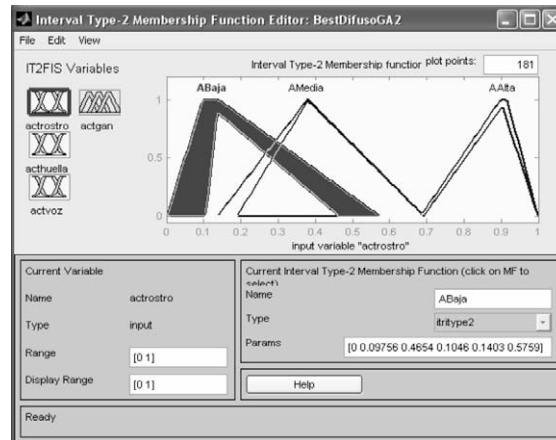 Interval Type-2 Membership Function Editor: BestDifusoGA2
File Edit View
IT2FIS Variables
Interval Type-2 Membership function plot points: 181
actrostro actgan
acthuella
actvoz
ABaja AMedia AAlta
1
0.5
0
0 0.1 0.2 0.3 0.4 0.5 0.6 0.7 0.8 0.9 1
input variable "actrostro"
Current Variable
Name actrostro
Type input
Range [0 1]
Display Range [0 1]
Current Interval Type-2 Membership Function (click on MF to
select)
Name ABaja
Type itritype2
Params [0 0.09756 0.4654 0.1046 0.1403 0.5759]
Help
Ready